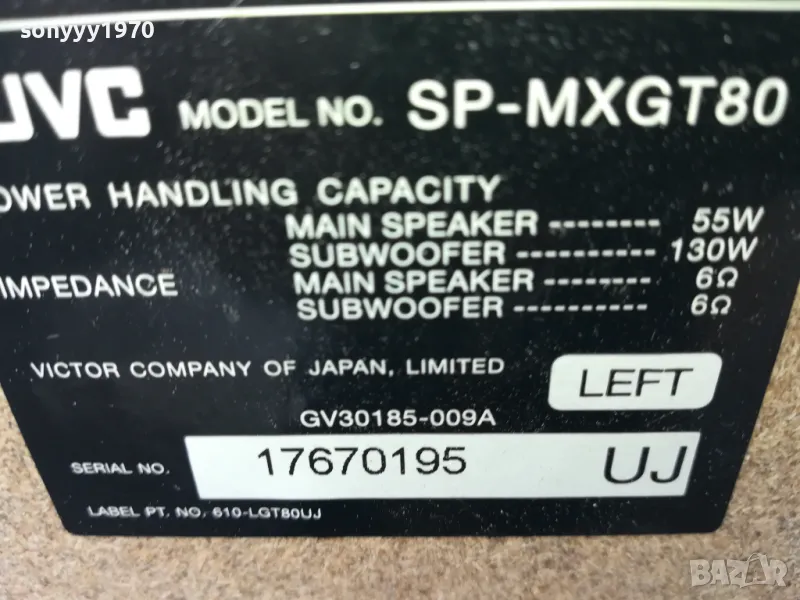 sonyyy1970
JVC MODEL NO. SP-MXGT80
OWER HANDLING CAPACITY
MAIN SPEAKER -------- 55W
SUBWOOFER ---------- 130W
IMPEDANCE MAIN SPEAKER -------- 6Ω
SUBWOOFER ---------- 6Ω
VICTOR COMPANY OF JAPAN, LIMITED
LEFT
GV30185-009A
SERIAL NO. 17670195 UJ
LABEL PT. NO. 610-LGT80UJ
BAZAR